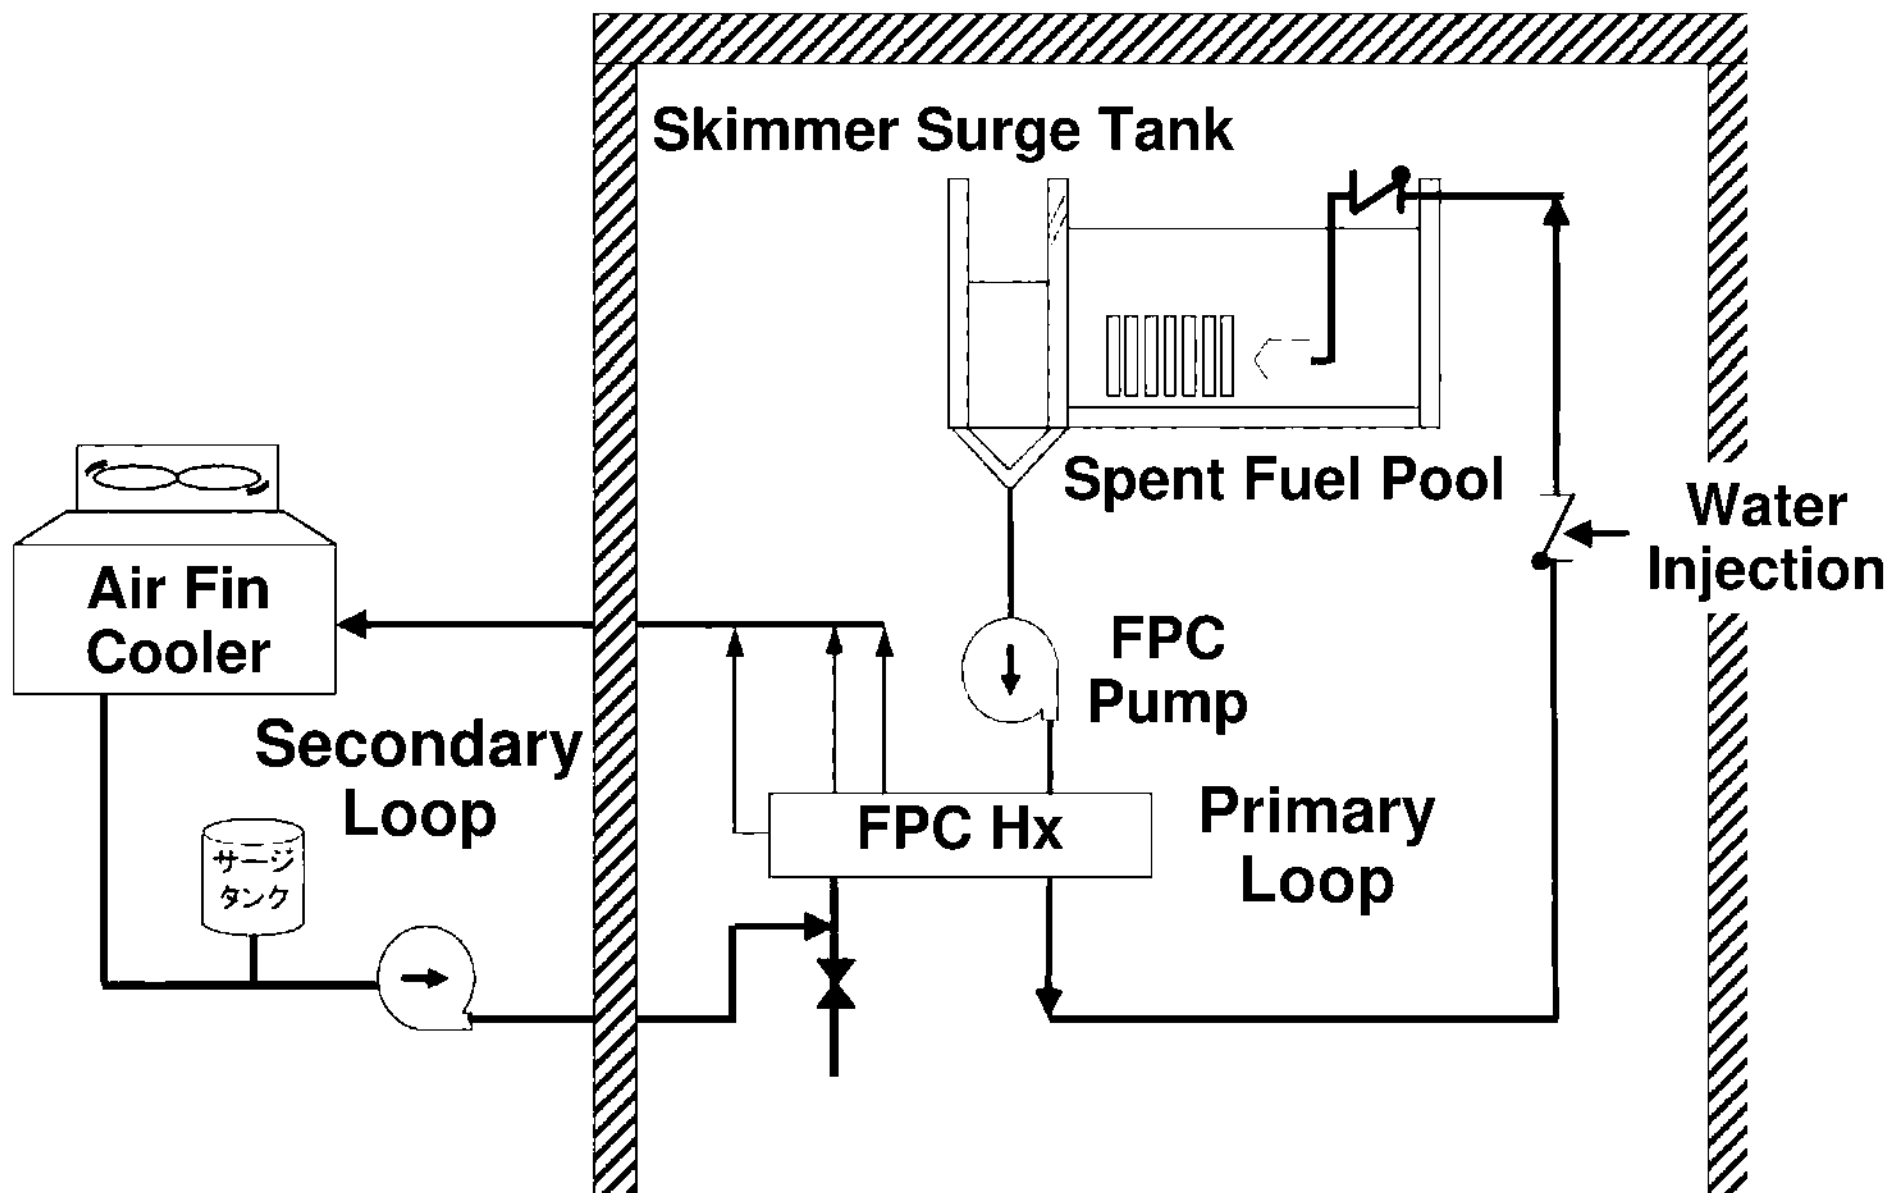 Skimmer Surge Tank
Spent Fuel Pool
Water
Injection
Air Fin
Cooler
FPC
Pump
Secondary
Loop
FPC Hx
Primary
Loop
サージ
タンク